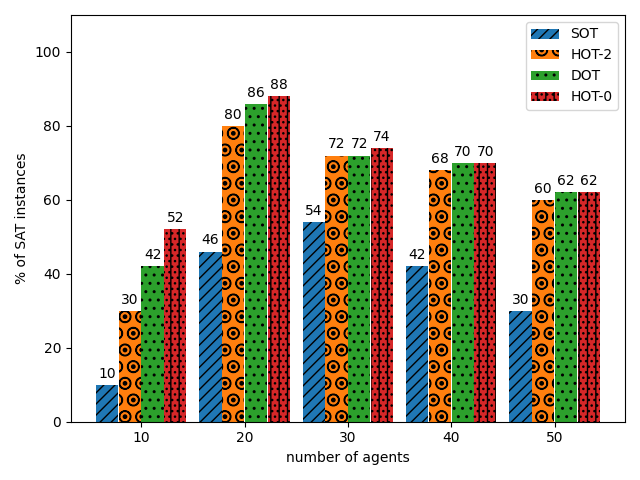 SOT
HOT-2
DOT
HOT-0
% of SAT instances
100
80
60
40
20
0
10 30 42 52 46 80 86 88 54 72 72 74 42 68 70 70 30 60 62 62
10 20 30 40 50
number of agents